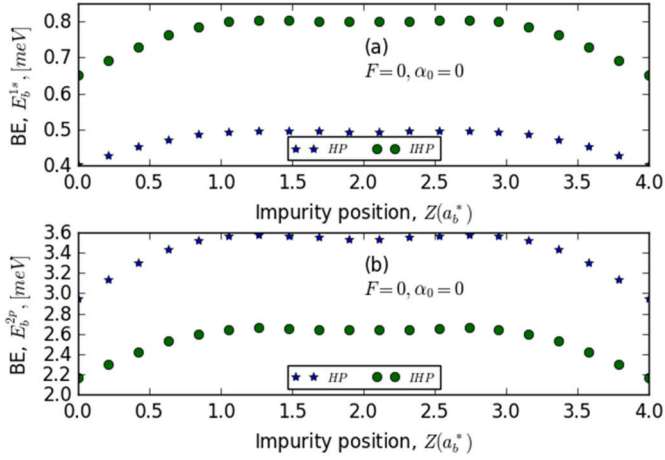 0.8
0.7
0.6
0.5
0.4
BE, E_b^{1s}, [meV]
(a)
F=0, α_0=0
HP IHP
0.0 0.5 1.0 1.5 2.0 2.5 3.0 3.5 4.0
Impurity position, Z(a_b^*)
3.6
3.4
3.2
3.0
2.8
2.6
2.4
2.2
2.0
BE, E_b^{2p}, [meV]
(b)
F=0, α_0=0
HP IHP
0.0 0.5 1.0 1.5 2.0 2.5 3.0 3.5 4.0
Impurity position, Z(a_b^*)